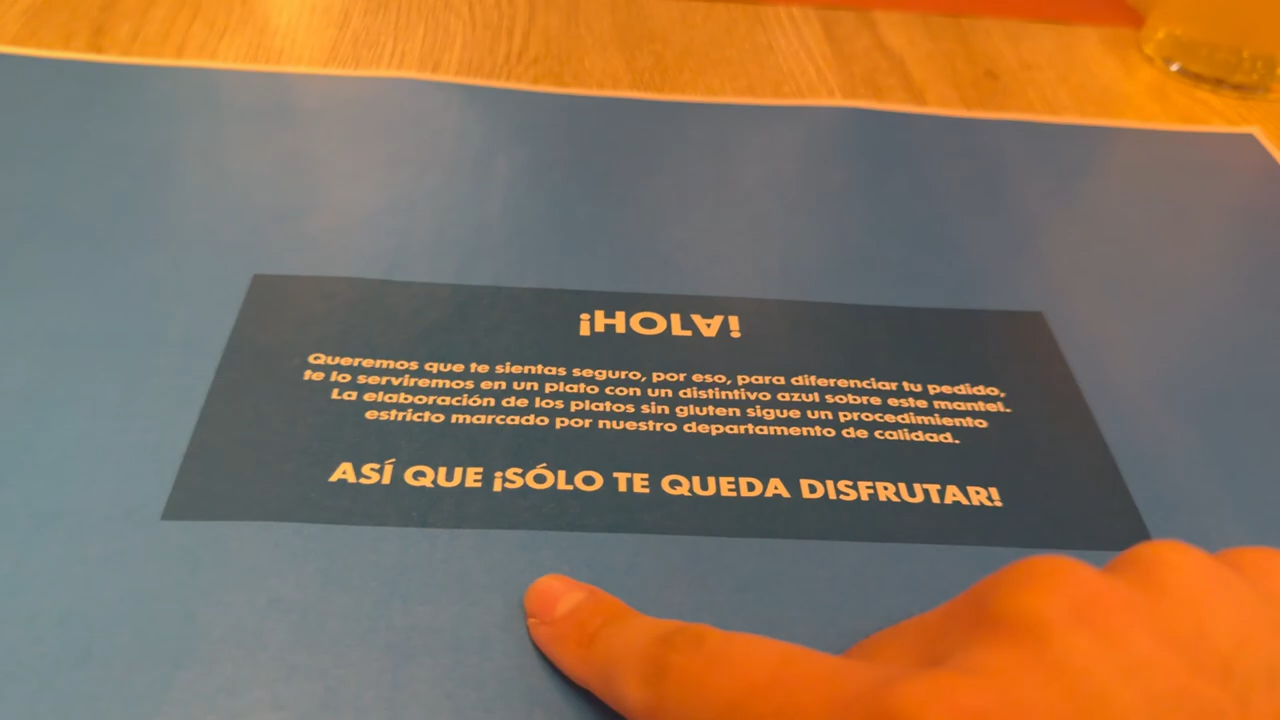 ¡HOLA!
Queremos que te sientas seguro, por eso, para diferenciar tu pedido,
te lo serviremos en un plato con un distintivo azul sobre este mantel.
La elaboración de los platos sin gluten sigue un procedimiento
estricto marcado por nuestro departamento de calidad.
ASÍ QUE ¡SÓLO TE QUEDA DISFRUTAR!